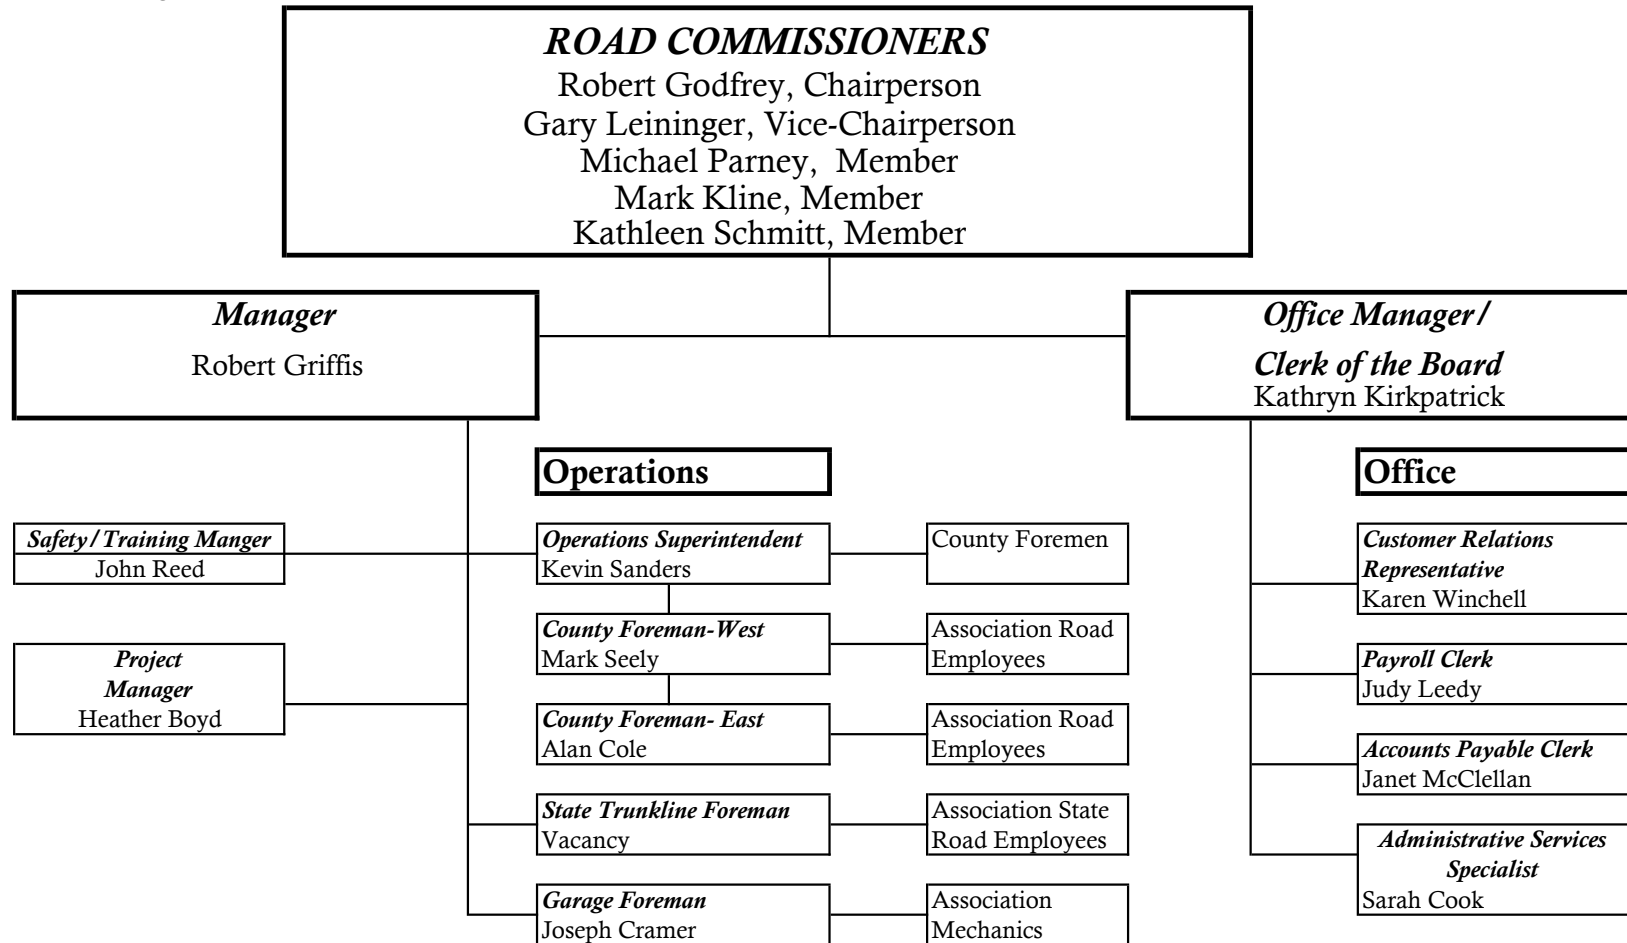 ROAD COMMISSIONERS
Robert Godfrey, Chairperson
Gary Leininger, Vice-Chairperson
Michael Parney,  Member
Mark Kline, Member
Kathleen Schmitt, Member
Manager
Robert Griffis
Office Manager/
Clerk of the Board
Kathryn Kirkpatrick
Operations
Office
Safety/Training Manger
John Reed
Operations Superintendent
Kevin Sanders
County Foremen
Customer Relations
Representative
Karen Winchell
Project
Manager
Heather Boyd
County Foreman-West
Mark Seely
Association Road
Employees
Payroll Clerk
Judy Leedy
County Foreman- East
Alan Cole
Association Road
Employees
Accounts Payable Clerk
Janet McClellan
State Trunkline Foreman
Vacancy
Association State
Road Employees
Administrative Services
Specialist
Sarah Cook
Garage Foreman
Joseph Cramer
Association
Mechanics